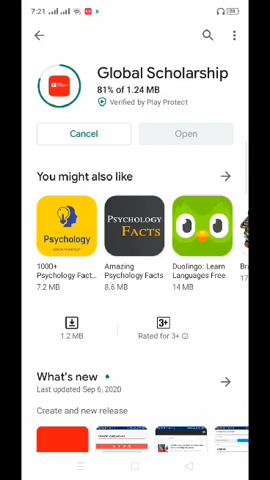 7:21
Global Scholarship
81% of 1.24 MB
Verified by Play Protect
Cancel
Open
You might also like
PSYCHOLOGY
FACTS
Psychology
1000+
Psychology Fact...
7.2 MB
Amazing
Psychology Facts
8.6 MB
Duolingo: Learn
Languages Free
14 MB
1.2 MB
3+
Rated for 3+
What's new
Last updated Sep 6, 2020
Create and new release